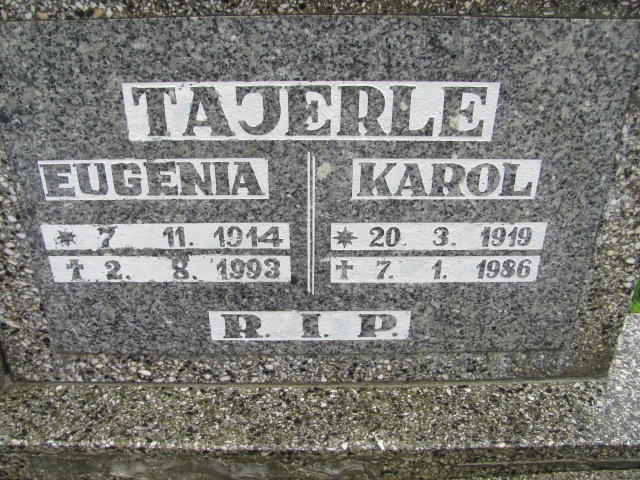 TAJERLE
EUGENIA
* 7 11. 1914
✝ 2. 8. 1993
KAROL
* 20. 3. 1919
✝ 7. 1. 1986
R. I. P.